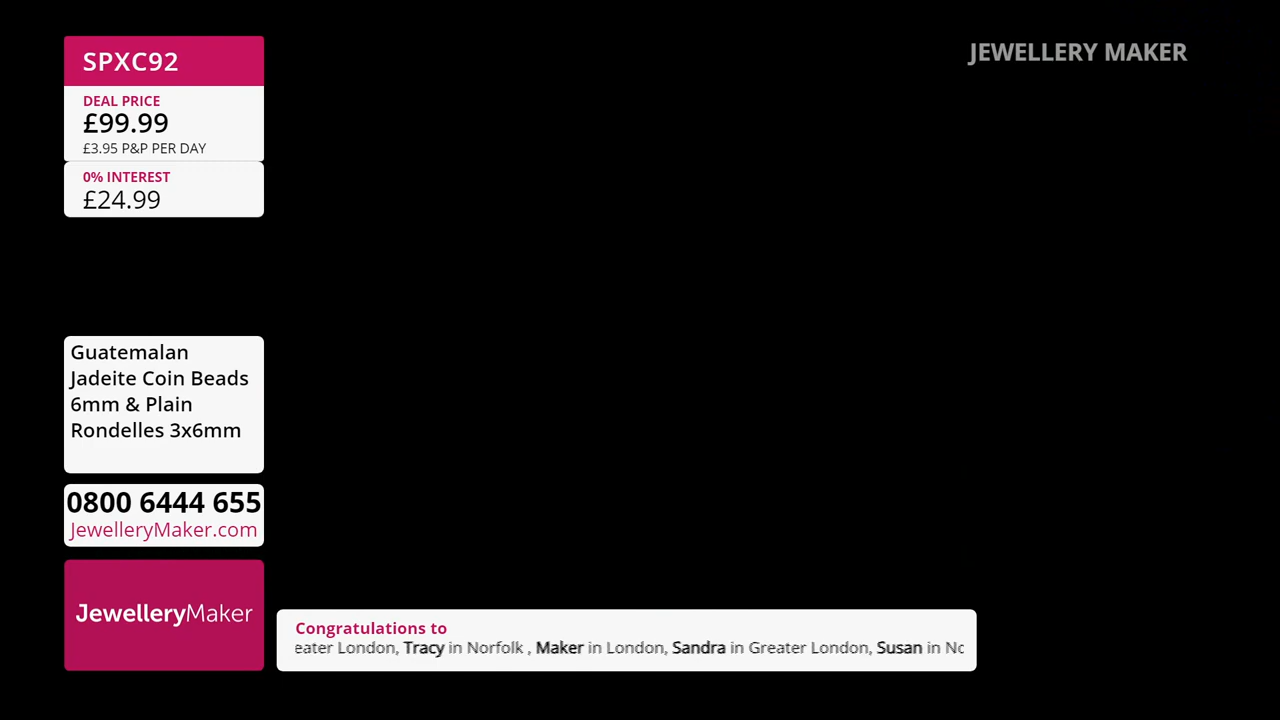 SPXC92
DEAL PRICE
£99.99
£3.95 P&P PER DAY
0% INTEREST
£24.99
JEWELLERY MAKER
Guatemalan
Jadeite Coin Beads
6mm & Plain
Rondelles 3x6mm
0800 6444 655
JewelleryMaker.com
JewelleryMaker
Congratulations to
eater London, Tracy in Norfolk , Maker in London, Sandra in Greater London, Susan in